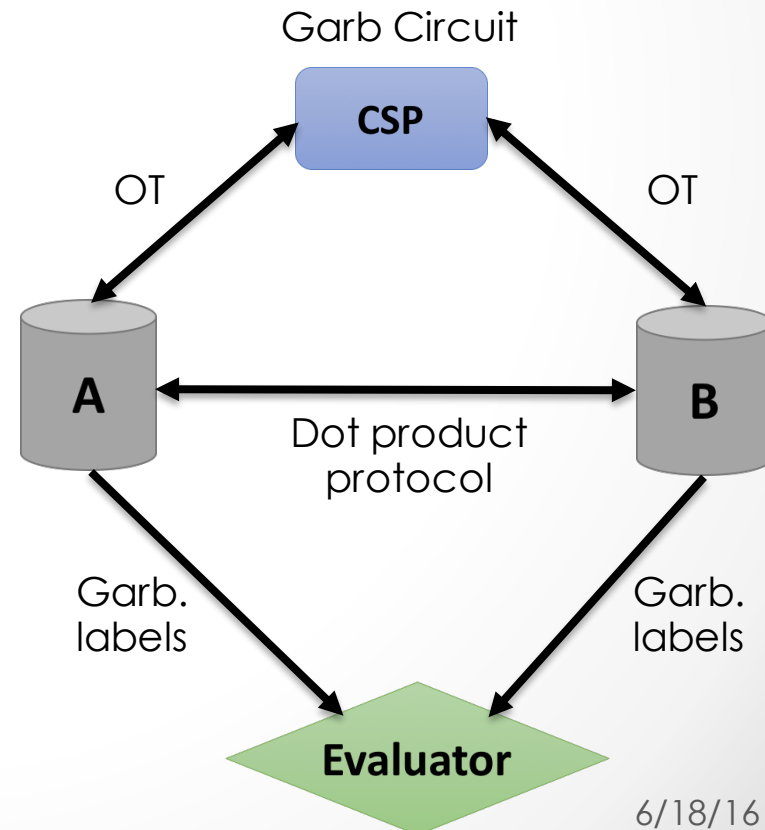 Garb Circuit
CSP
OT
OT
A
B
Dot product
protocol
Garb.
labels
Garb.
labels
Evaluator
6/18/16